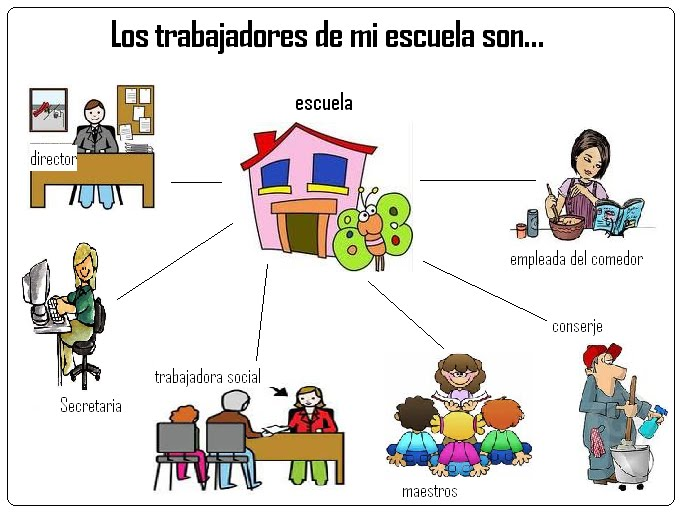 Los trabajadores de mi escuela son...
escuela
director
empleada del comedor
conserje
trabajadora social
Secretaria
maestros